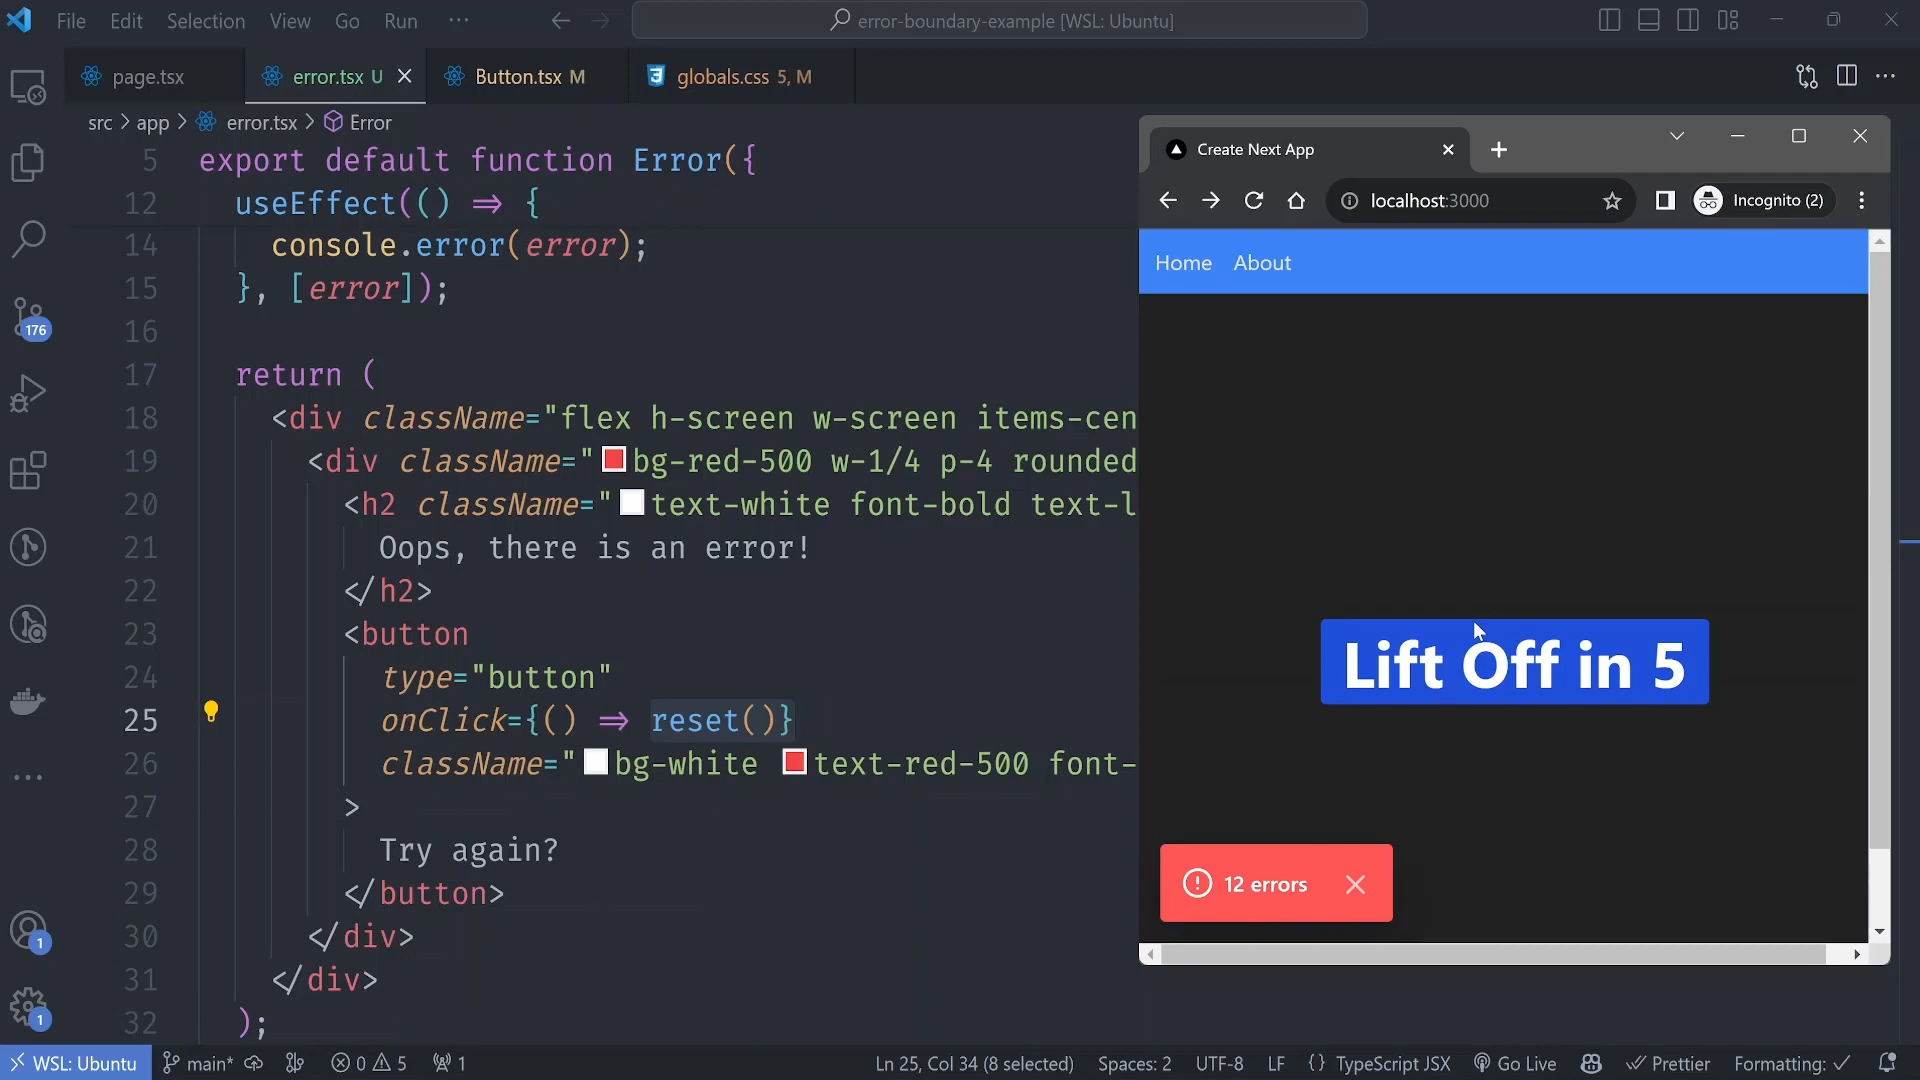 File Edit Selection View Go Run ··· error-boundary-example [WSL: Ubuntu]
page.tsx error.tsx U Button.tsx M globals.css 5, M
src > app > error.tsx > Error
5 export default function Error({
12 useEffect(() => {
14 console.error(error);
15 }, [error]);
16
17 return (
18 <div className="flex h-screen w-screen items-cen
19 <div className="bg-red-500 w-1/4 p-4 rounded
20 <h2 className="text-white font-bold text-l
21 Oops, there is an error!
22 </h2>
23 <button
24 type="button"
25 onClick={() => reset()}
26 className="bg-white text-red-500 font-
27 >
28 Try again?
29 </button>
30 </div>
31 </div>
32 );
176
1
1
Create Next App
localhost:3000 Incognito (2)
Home About
Lift Off in 5
12 errors
WSL: Ubuntu main* 0 5 1 Ln 25, Col 34 (8 selected) Spaces: 2 UTF-8 LF {} TypeScript JSX Go Live Prettier Formatting: ✓